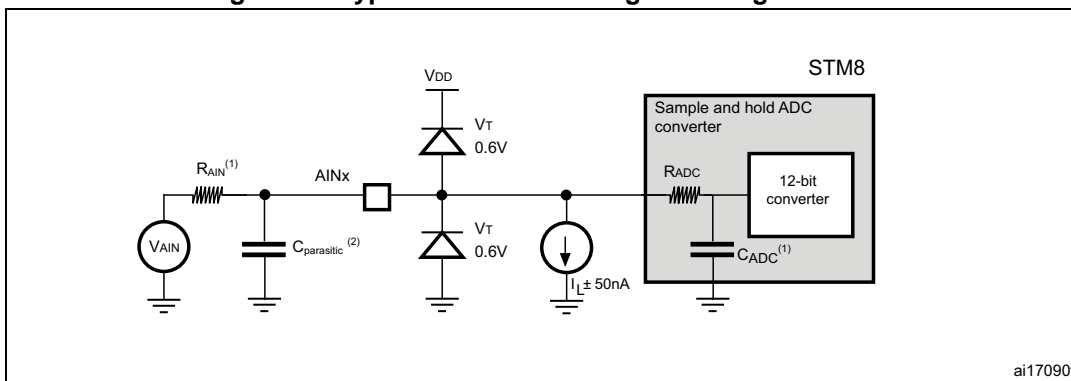 STM8
VDD
Sample and hold ADC
converter
VT
0.6V
RAIN(1)
AINx
RADC
12-bit
converter
VAIN
Cparasitic (2)
VT
0.6V
IL± 50nA
CADC(1)
ai17090